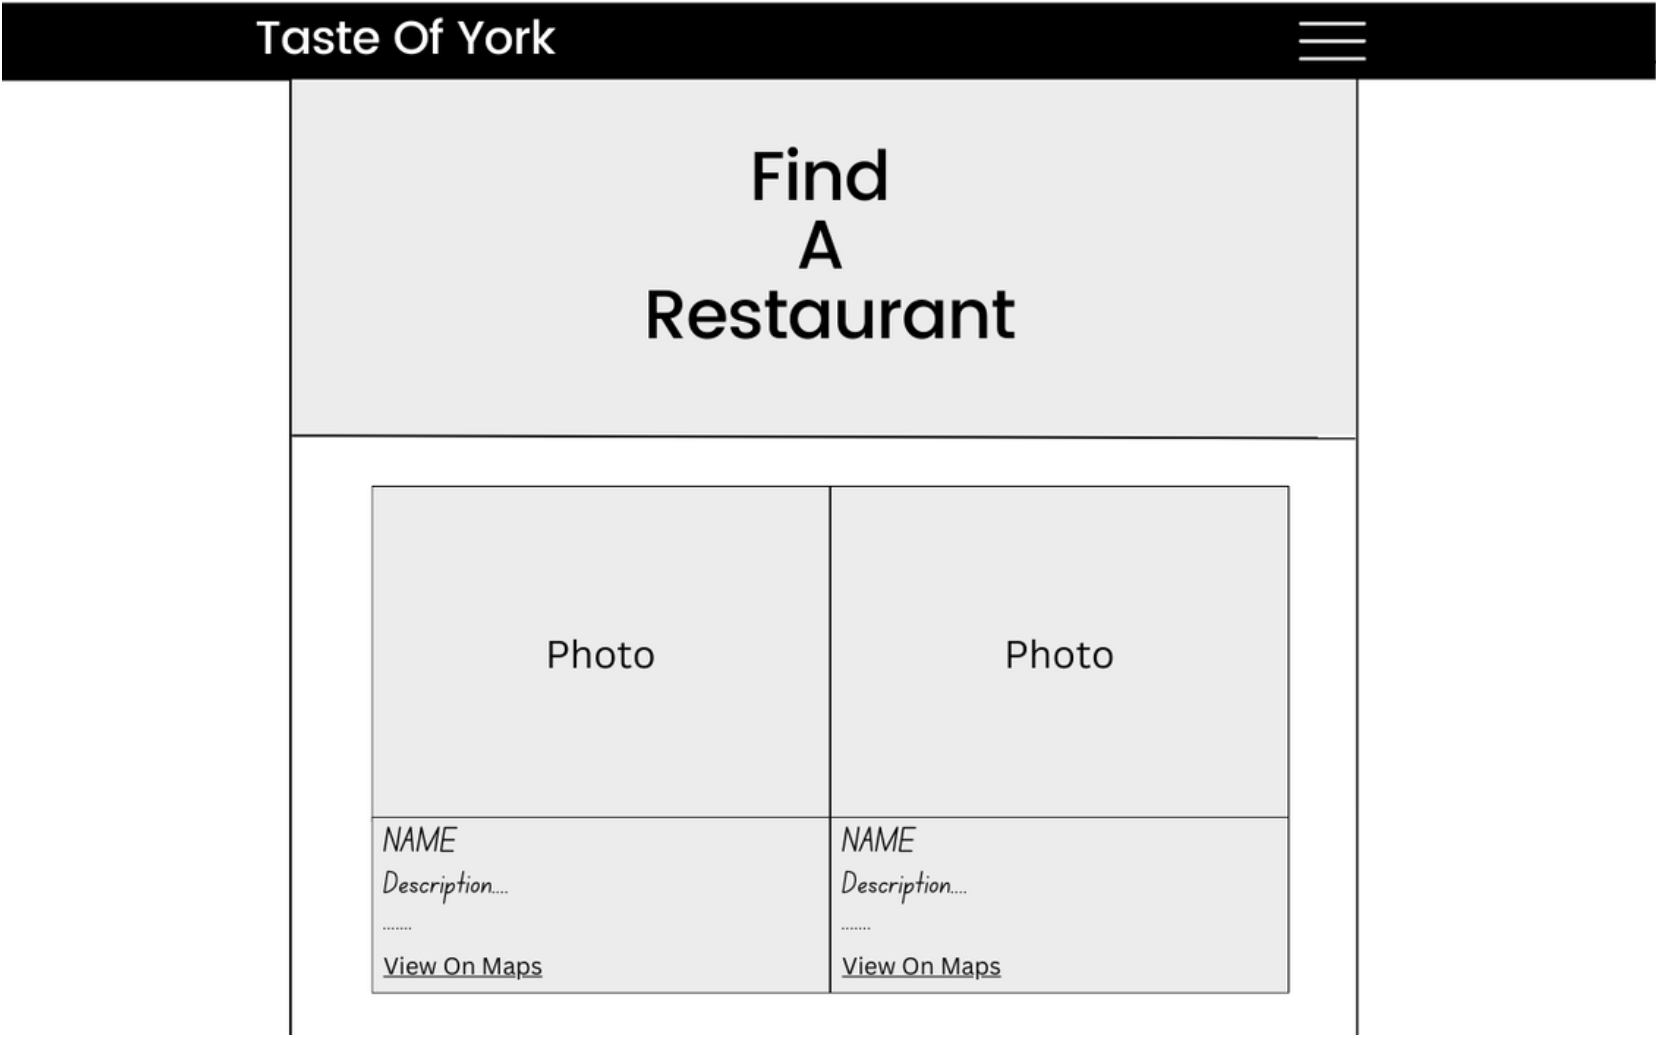 Taste Of York
Find
A
Restaurant
Photo
Photo
NAME
Description....
.......
View On Maps
NAME
Description....
.......
View On Maps